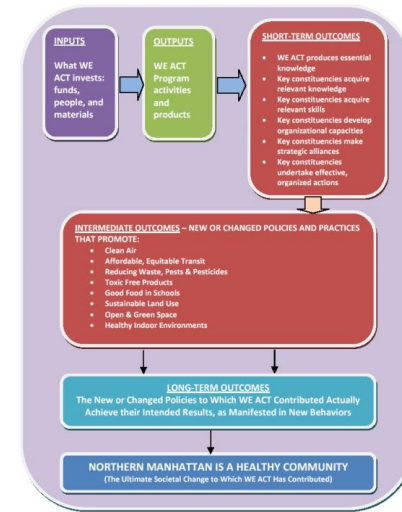 INPUTS
What WE
ACT invests:
funds,
people, and
materials
OUTPUTS
WE ACT
Program
activities
and
products
SHORT-TERM OUTCOMES
• WE ACT produces essential
knowledge
• Key constituencies acquire
relevant knowledge
• Key constituencies acquire
relevant skills
• Key constituencies develop
organizational capacities
• Key constituencies make
strategic alliances
• Key constituencies
undertake effective,
organized actions
INTERMEDIATE OUTCOMES – NEW OR CHANGED POLICIES AND PRACTICES
THAT PROMOTE:
• Clean Air
• Affordable, Equitable Transit
• Reducing Waste, Pests & Pesticides
• Toxic Free Products
• Good Food in Schools
• Sustainable Land Use
• Open & Green Space
• Healthy Indoor Environments
LONG-TERM OUTCOMES
The New or Changed Policies to Which WE ACT Contributed Actually
Achieve their Intended Results, as Manifested in New Behaviors
NORTHERN MANHATTAN IS A HEALTHY COMMUNITY
(The Ultimate Societal Change to Which WE ACT Has Contributed)